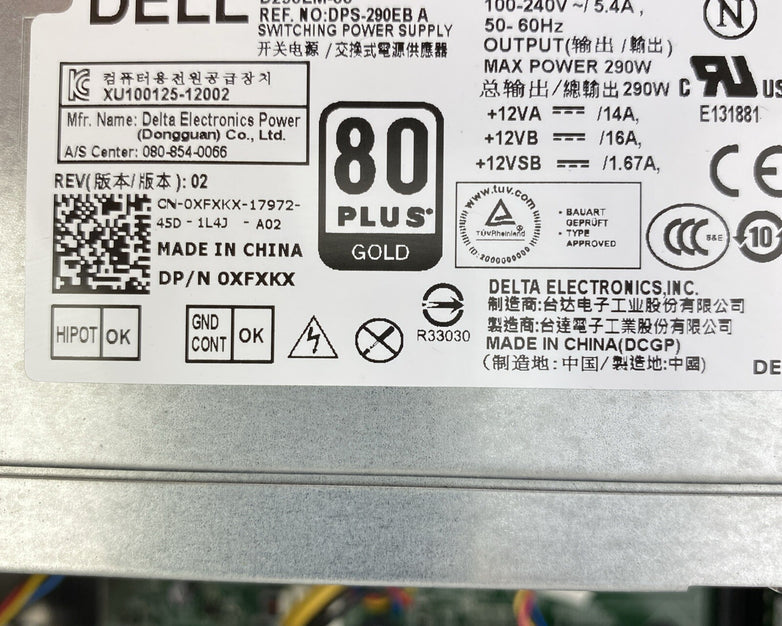 DELL
REF. NO:DPS-290EB A
SWITCHING POWER SUPPLY
开关电源 /交換式電源供應器
컴퓨터용전원공급장치
XU100125-12002
Mfr. Name: Delta Electronics Power
(Dongguan) Co., Ltd.
A/S Center: 080-854-0066
REV(版本/版本): 02
CN-0XFXKX-17972-
45D - 1L4J - A02
MADE IN CHINA
DP/N 0XFXKX
HIPOT OK
GND
CONT OK
80
PLUS
GOLD
R33030
100-240V ~/ 5.4A ,
50- 60Hz
OUTPUT(输出 /輸出)
MAX POWER 290W
总输出/總輸出 290W
+12VA /14A,
+12VB /16A,
+12VSB /1.67A,
N
C US
E131881
CE
www.tuv.com
TÜVRheinland
• BAUART
GEPRÜFT
• TYPE
APPROVED
CCC S&E
10
DELTA ELECTRONICS,INC.
制造商:台达电子工业股份有限公司
製造商:台達電子工業股份有限公司
MADE IN CHINA(DCGP)
(制造地: 中国/製造地:中國)
DE